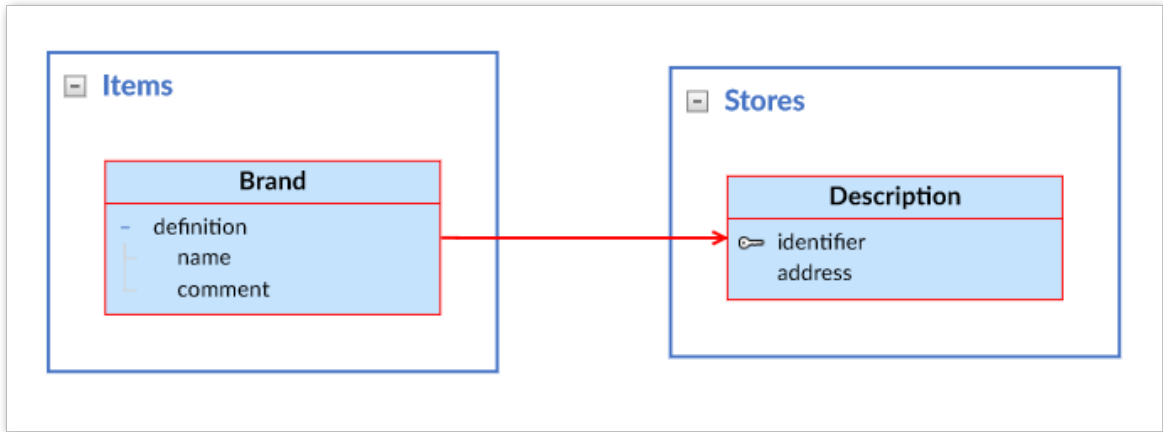 Items
Brand
definition
name
comment
Stores
Description
identifier
address